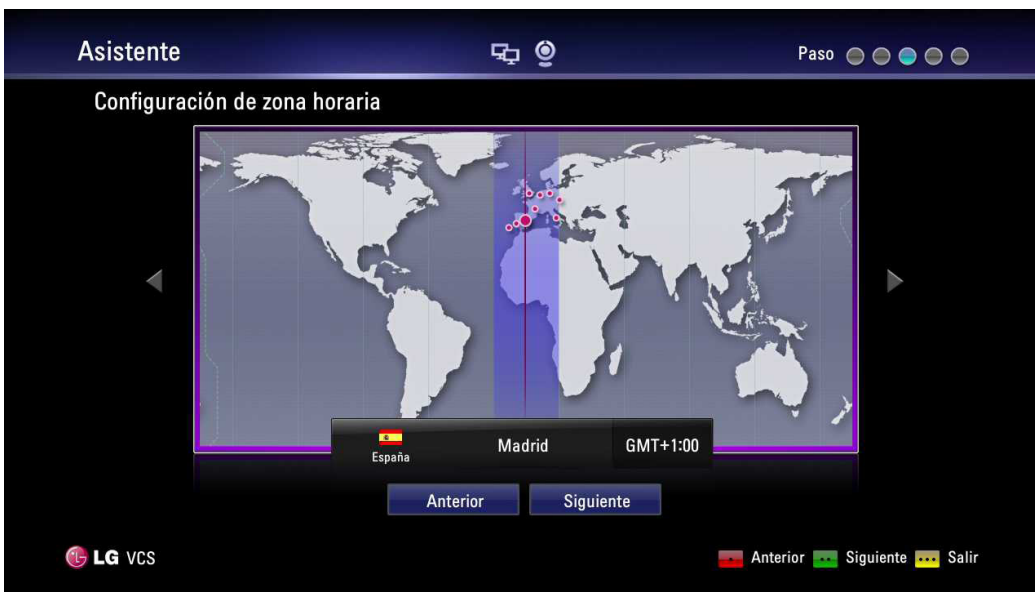 Asistente
Paso
Configuración de zona horaria
España
Madrid
GMT+1:00
Anterior
Siguiente
LG VCS
Anterior
Siguiente
Salir